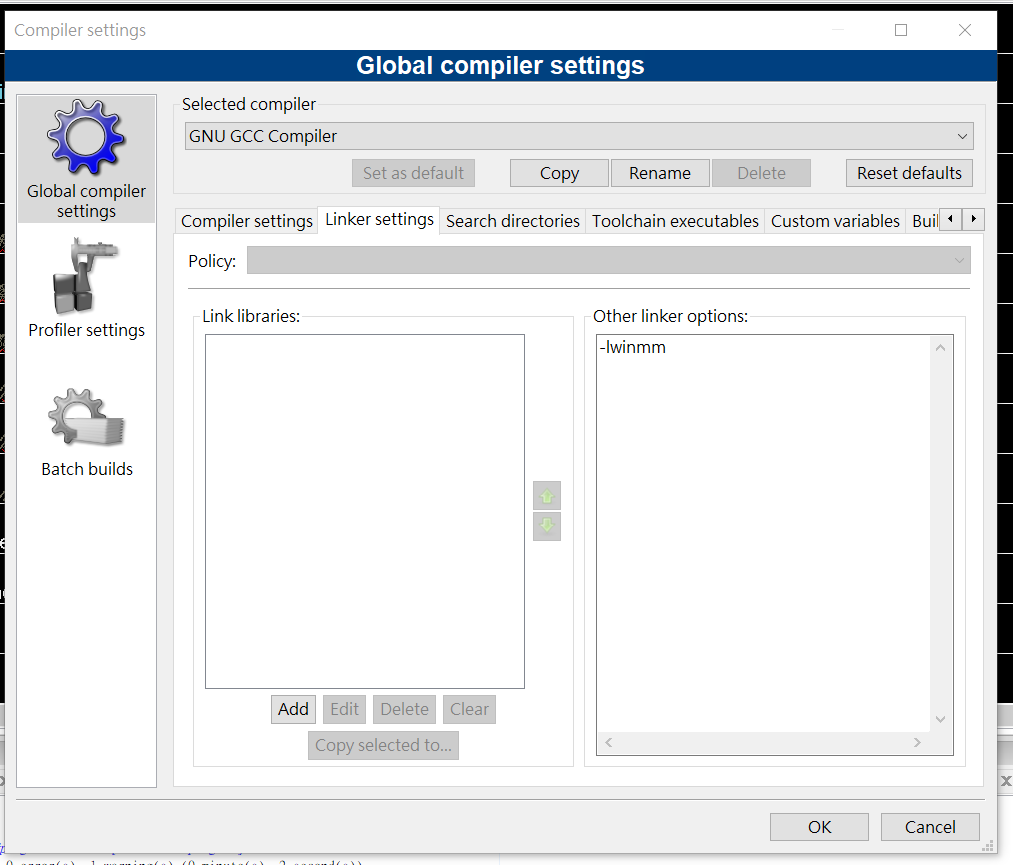 Compiler settings
Global compiler settings
Global compiler
settings
Profiler settings
Batch builds
Selected compiler
GNU GCC Compiler
Set as default Copy Rename Delete Reset defaults
Compiler settings Linker settings Search directories Toolchain executables Custom variables Buil
Policy:
Link libraries:
Add Edit Delete Clear
Copy selected to...
Other linker options:
-lwinmm
OK Cancel